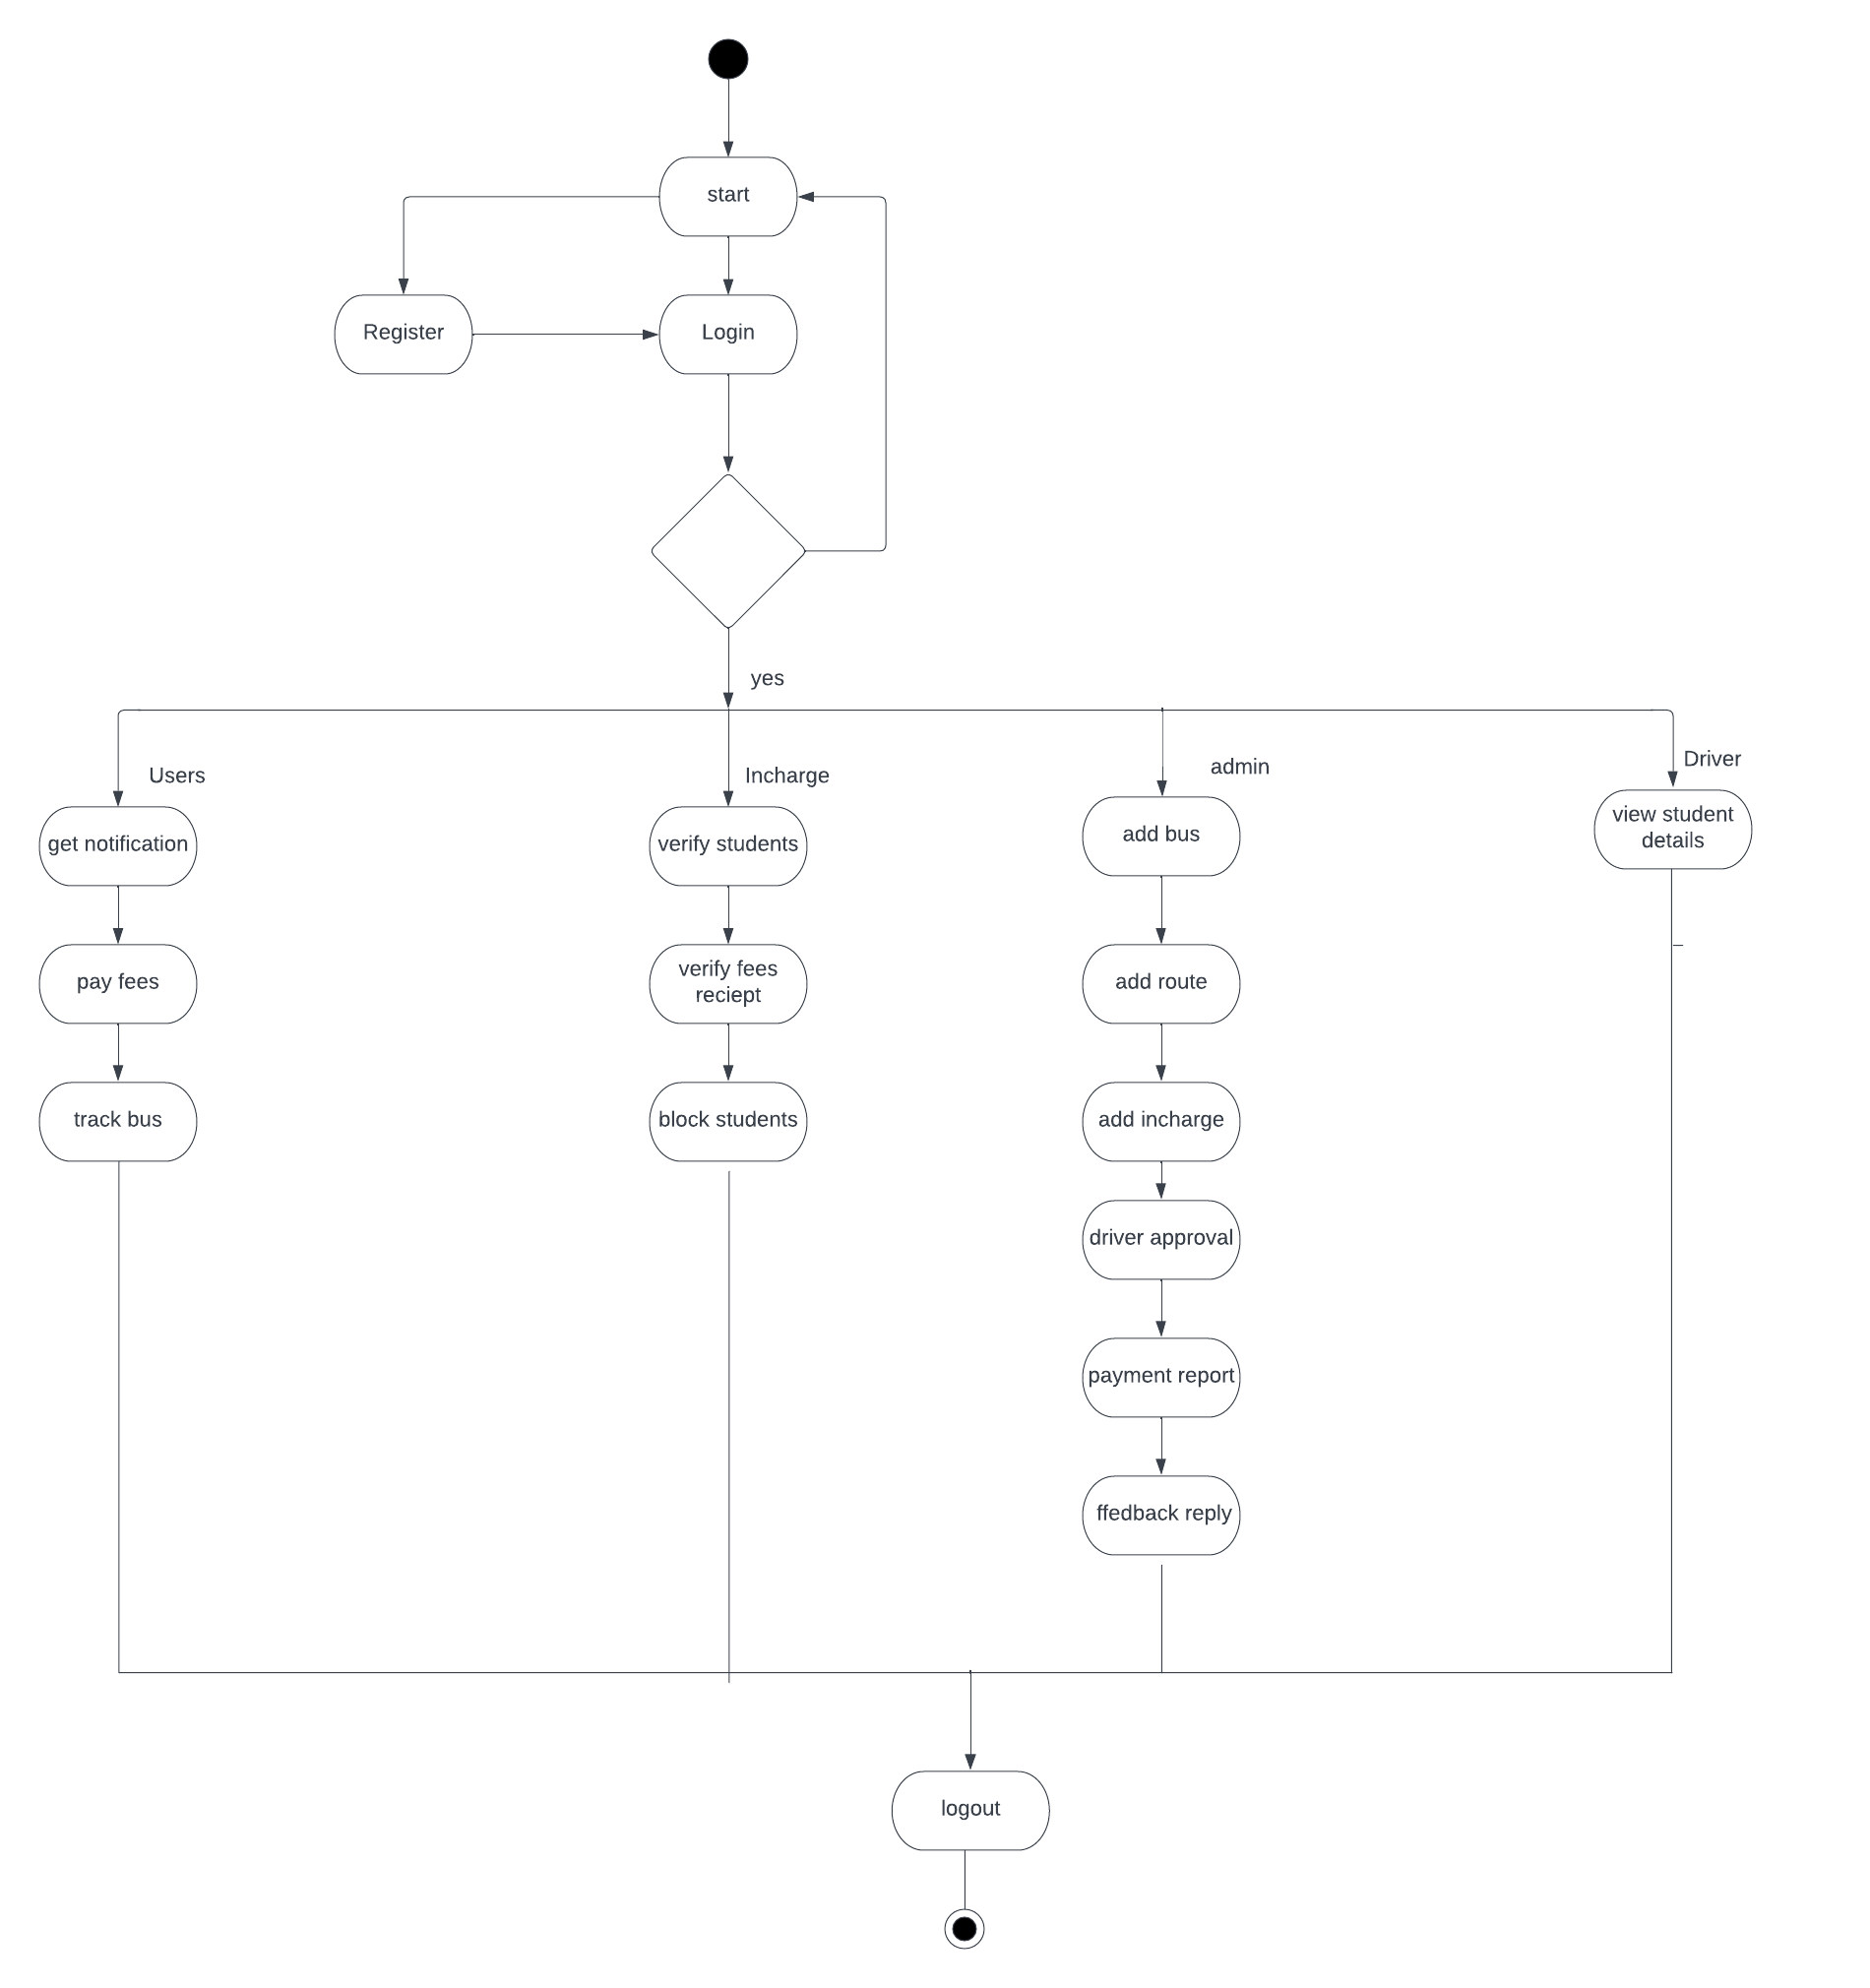 start
Register
Login
yes
Users
Incharge
admin
Driver
get notification
verify students
add bus
view student
details
pay fees
verify fees
reciept
add route
track bus
block students
add incharge
driver approval
payment report
ffedback reply
logout